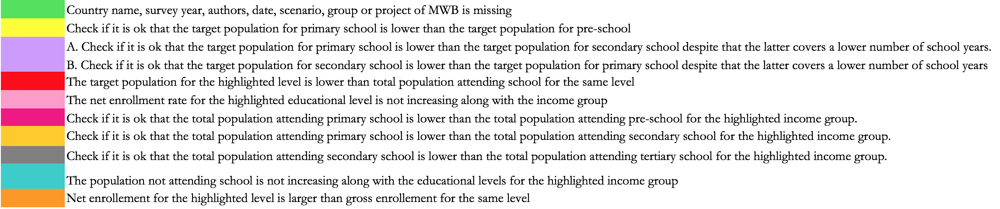 Country name, survey year, authors, date, scenario, group or project of MWB is missing
Check if it is ok that the target population for primary school is lower than the target population for pre-school
A. Check if it is ok that the target population for primary school is lower than the target population for secondary school despite that the latter covers a lower number of school years.
B. Check if it is ok that the target population for secondary school is lower than the target population for primary school despite that the latter covers a lower number of school years
The target population for the highlighted level is lower than total population attending school for the same level
The net enrollment rate for the highlighted educational level is not increasing along with the income group
Check if it is ok that the total population attending primary school is lower than the total population attending pre-school for the highlighted income group.
Check if it is ok that the total population attending primary school is lower than the total population attending secondary school for the highlighted income group.
Check if it is ok that the total population attending secondary school is lower than the total population attending tertiary school for the highlighted income group.
The population not attending school is not increasing along with the educational levels for the highlighted income group
Net enrollement for the highlighted level is larger than gross enrollement for the same level